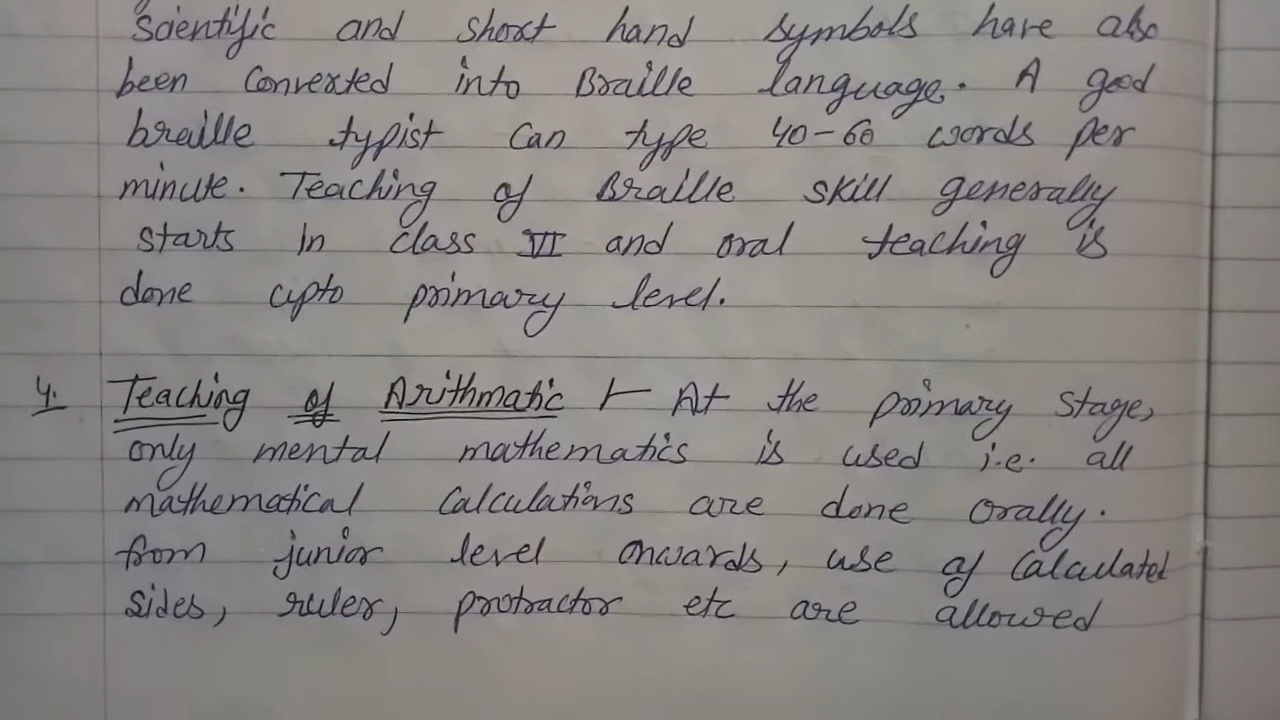 Scientific and short hand symbols have also
been Converted into Braille language. A good
braille typist Can type 40-60 words per
minute. Teaching of Braille skill generally
starts in class VI and oral teaching is
done upto primary level.
4. Teaching of Arithmatic :- At the primary stage,
only mental mathematics is used i.e. all
mathematical Calculations are done orally.
from junior level onwards, use of Calculated
sides, ruler, protractor etc are allowed